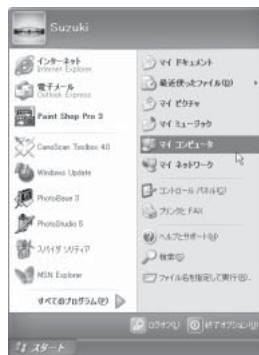 Suzuki
インターネット
Internet Explorer
電子メール
Outlook Express
Paint Shop Pro 3
CanoScan Toolbox 4.0
Windows Update
PhotoBase 3
PhotoStudio 5
スパイダ ソリティア
MSN Explorer
すべてのプログラム(P)
マイ ドキュメント
最近使ったファイル(D)
マイ ピクチャ
マイ ミュージック
マイ コンピュータ
マイ ネットワーク
コントロール パネル(C)
プリンタと FAX
ヘルプとサポート(H)
検索(S)
ファイル名を指定して実行(R)...
ログオフ(L)
終了オプション(U)
スタート